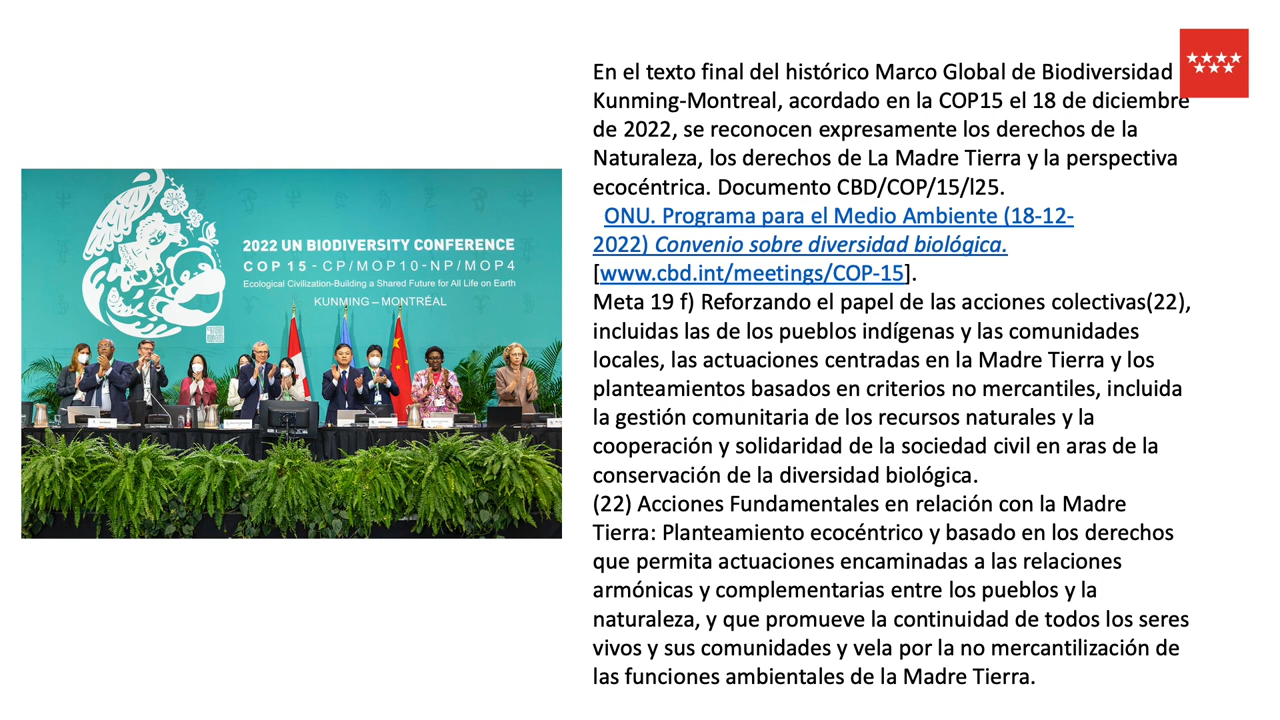 2022 UN BIODIVERSITY CONFERENCE
COP 15 - CP/MOP10-NP/MOP4
Ecological Civilization-Building a Shared Future for All Life on Earth
KUNMING – MONTRÉAL
En el texto final del histórico Marco Global de Biodiversidad
Kunming-Montreal, acordado en la COP15 el 18 de diciembre
de 2022, se reconocen expresamente los derechos de la
Naturaleza, los derechos de La Madre Tierra y la perspectiva
ecocéntrica. Documento CBD/COP/15/l25.
ONU. Programa para el Medio Ambiente (18-12-
2022) Convenio sobre diversidad biológica.
[www.cbd.int/meetings/COP-15].
Meta 19 f) Reforzando el papel de las acciones colectivas(22),
incluidas las de los pueblos indígenas y las comunidades
locales, las actuaciones centradas en la Madre Tierra y los
planteamientos basados en criterios no mercantiles, incluida
la gestión comunitaria de los recursos naturales y la
cooperación y solidaridad de la sociedad civil en aras de la
conservación de la diversidad biológica.
(22) Acciones Fundamentales en relación con la Madre
Tierra: Planteamiento ecocéntrico y basado en los derechos
que permita actuaciones encaminadas a las relaciones
armónicas y complementarias entre los pueblos y la
naturaleza, y que promueve la continuidad de todos los seres
vivos y sus comunidades y vela por la no mercantilización de
las funciones ambientales de la Madre Tierra.